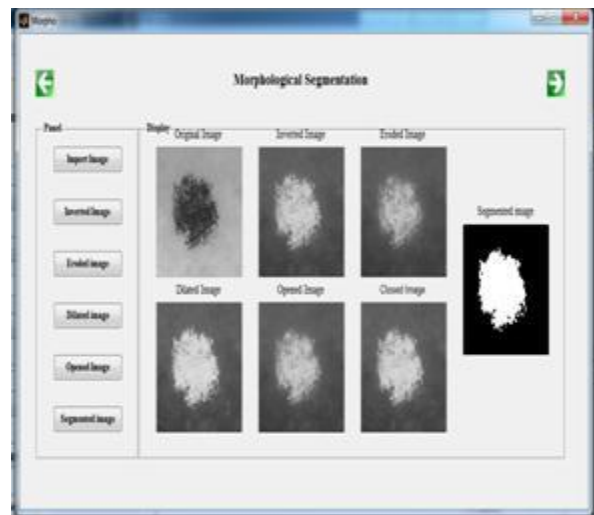 Morpho
Morphological Segmentation
Panel
Import Image
Inverted Image
Eroded image
Dilated image
Opened Image
Segmented image
Display
Original Image
Inverted Image
Eroded Image
Dilated Image
Opened Image
Closed Image
Segmented image